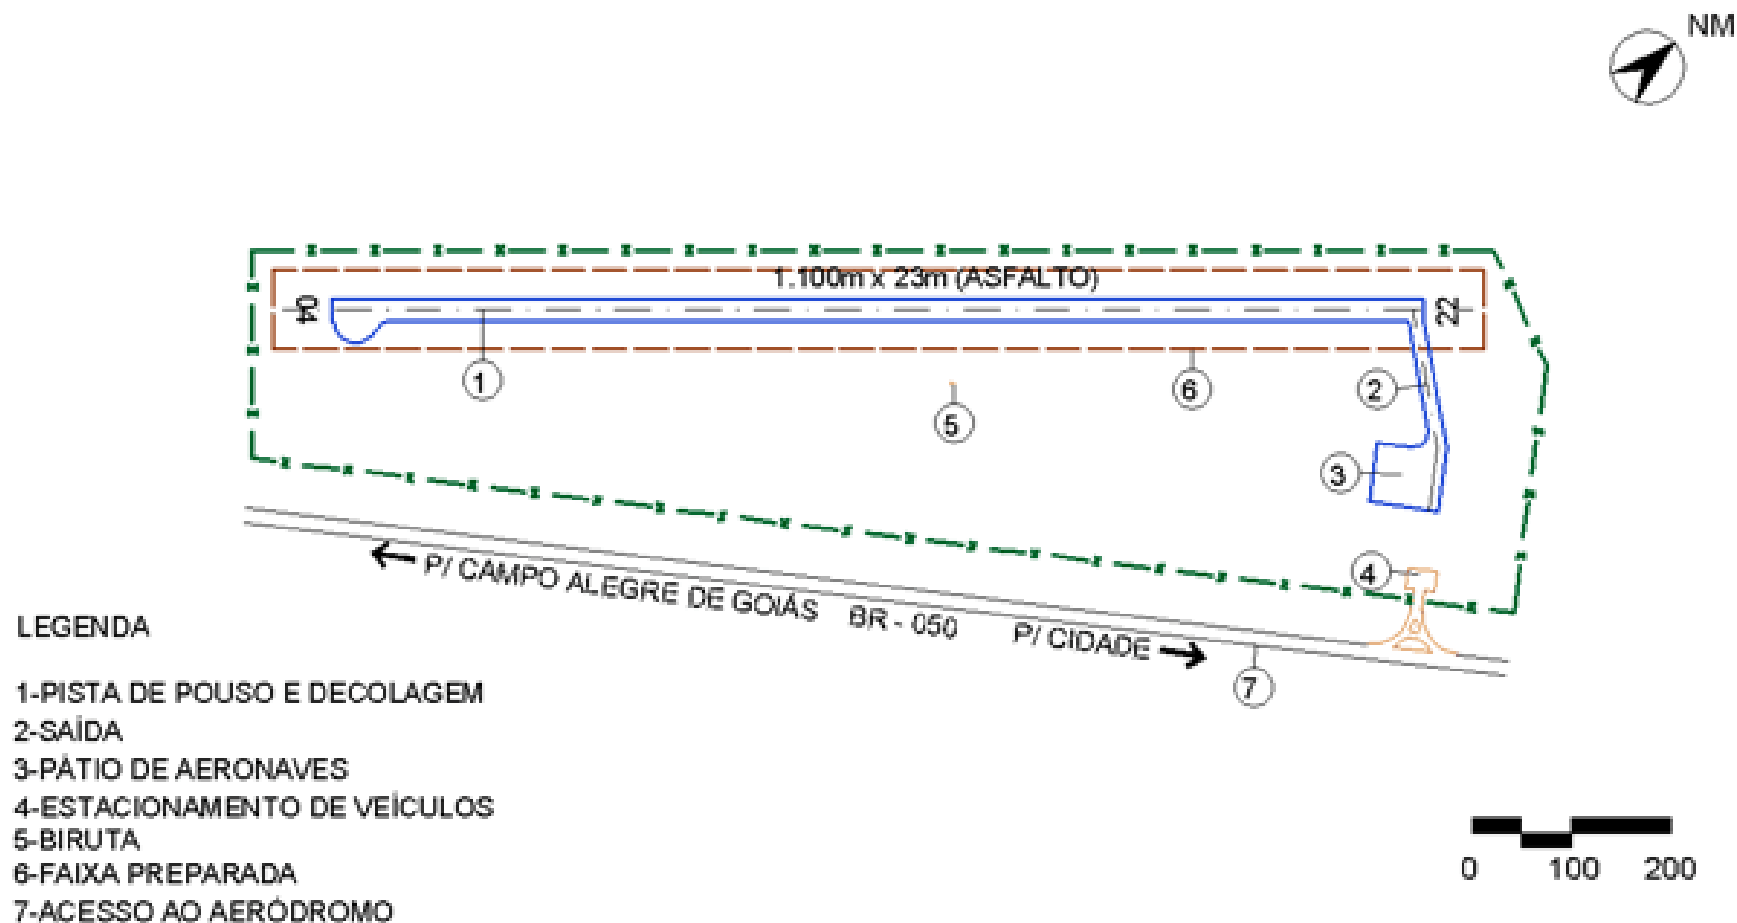 NM
1.100m x 23m (ASFALTO)
04
22
1
2
3
4
5
6
7
P/ CAMPO ALEGRE DE GOIÁS BR - 050 P/ CIDADE
LEGENDA
1-PISTA DE POUSO E DECOLAGEM
2-SAÍDA
3-PÁTIO DE AERONAVES
4-ESTACIONAMENTO DE VEÍCULOS
5-BIRUTA
6-FAIXA PREPARADA
7-ACESSO AO AERÓDROMO
0 100 200